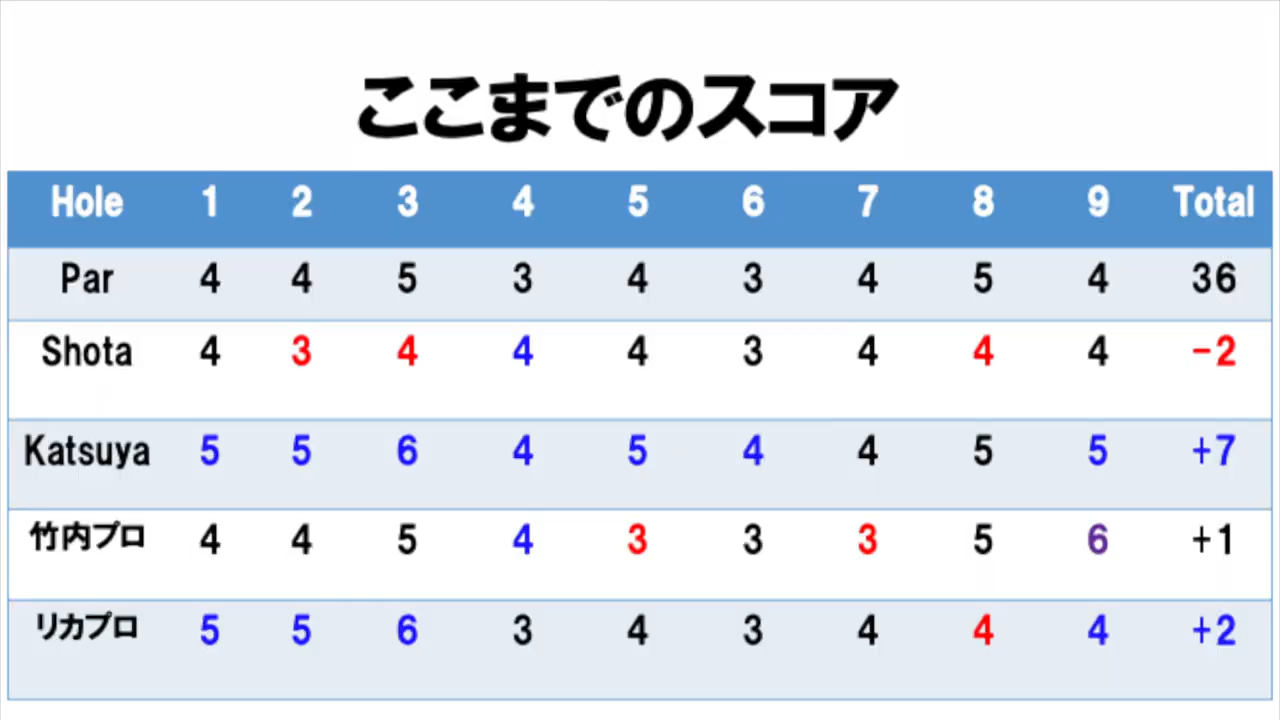 ここまでのスコア
Hole 1 2 3 4 5 6 7 8 9 Total
Par 4 4 5 3 4 3 4 5 4 36
Shota 4 3 4 4 4 3 4 4 4 -2
Katsuya 5 5 6 4 5 4 4 5 5 +7
竹内プロ 4 4 5 4 3 3 3 5 6 +1
リカプロ 5 5 6 3 4 3 4 4 4 +2